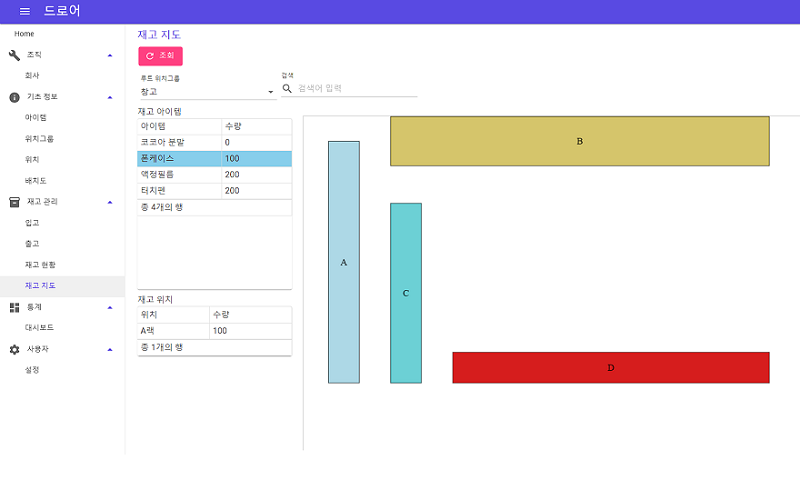 드로어
Home
조직
회사
기초 정보
아이템
위치그룹
위치
배치도
재고 관리
입고
출고
재고 현황
재고 지도
통계
대시보드
사용자
설정
재고 지도
조회
루트 위치그룹
창고
검색
검색어 입력
재고 아이템
아이템 수량
코코아 분말 0
폰케이스 100
액정필름 200
터치펜 200
총 4개의 행
재고 위치
위치 수량
A랙 100
총 1개의 행
B
A
C
D